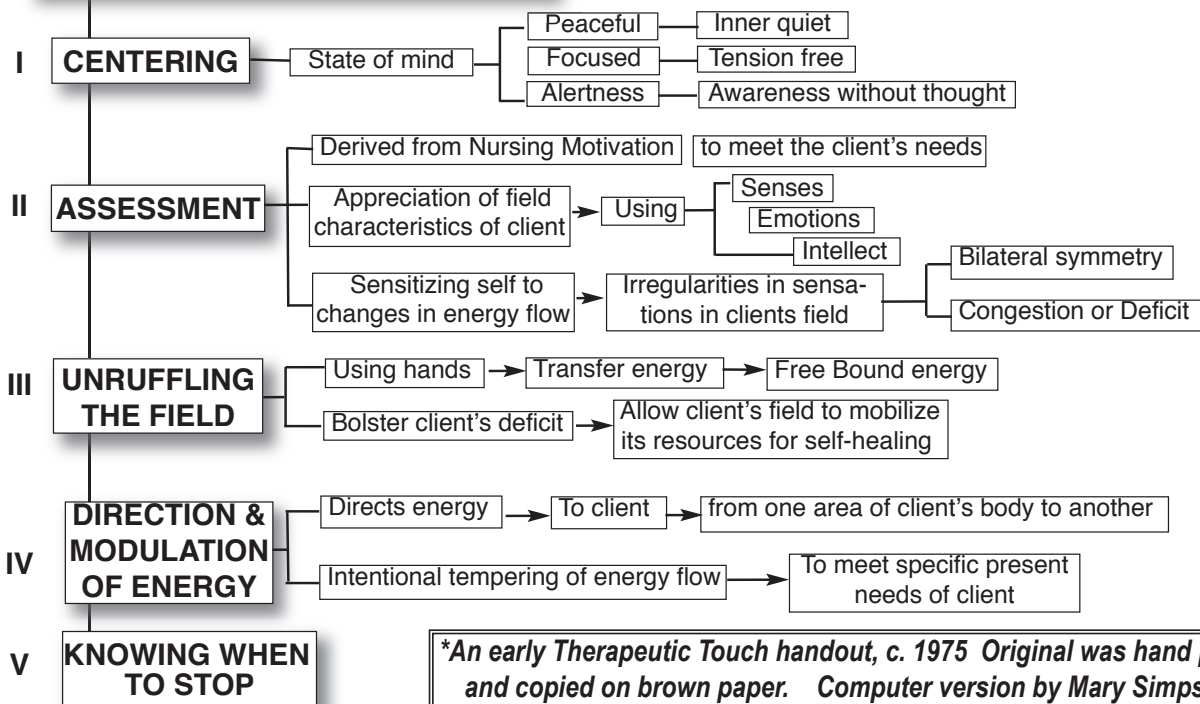 I CENTERING State of mind
Peaceful Inner quiet
Focused Tension free
Alertness Awareness without thought
II ASSESSMENT
Derived from Nursing Motivation to meet the client's needs
Appreciation of field
characteristics of client
Using
Senses
Emotions
Intellect
Sensitizing self to
changes in energy flow
Irregularities in sensa-
tions in clients field
Bilateral symmetry
Congestion or Deficit
III UNRUFFLING
THE FIELD
Using hands Transfer energy Free Bound energy
Bolster client's deficit
Allow client's field to mobilize
its resources for self-healing
IV DIRECTION &
MODULATION
OF ENERGY
Directs energy To client from one area of client's body to another
Intentional tempering of energy flow
To meet specific present
needs of client
V KNOWING WHEN
TO STOP
*An early Therapeutic Touch handout, c. 1975 Original was hand
and copied on brown paper. Computer version by Mary